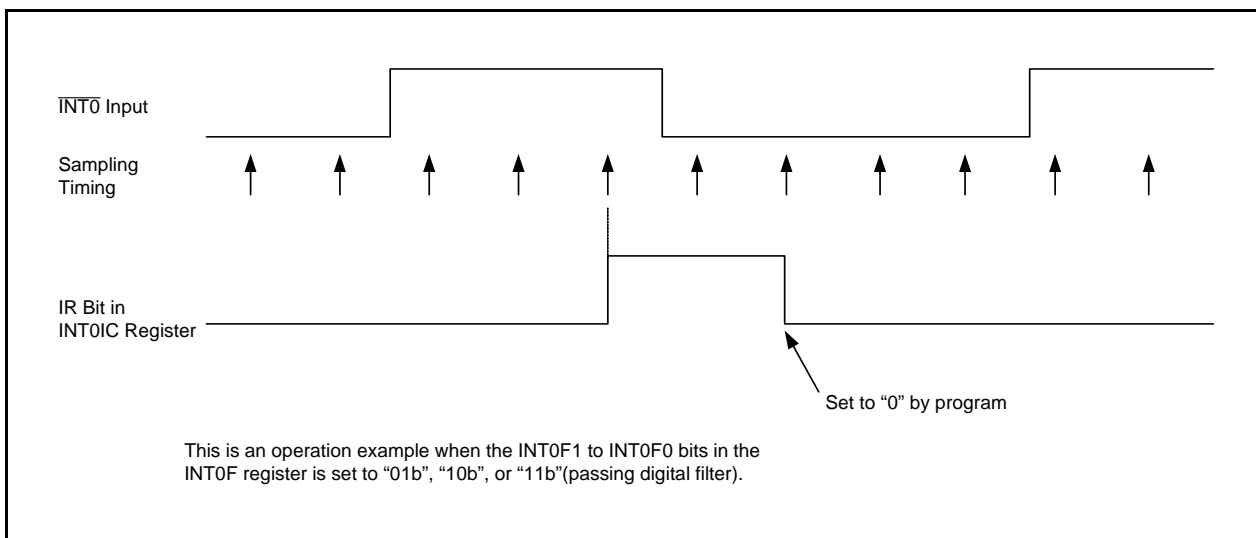 INT0 Input
Sampling
Timing
IR Bit in
INT0IC Register
Set to “0” by program
This is an operation example when the INT0F1 to INT0F0 bits in the
INT0F register is set to “01b”, “10b”, or “11b”(passing digital filter).